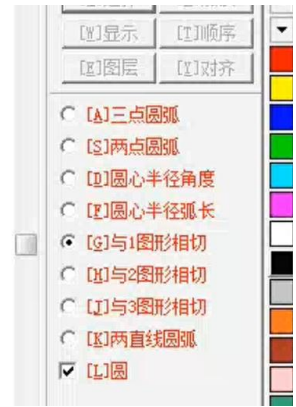 [W]显示 [T]顺序
[E]图层 [Y]对齐
[A]三点圆弧
[S]两点圆弧
[D]圆心半径角度
[F]圆心半径弧长
[G]与1图形相切
[H]与2图形相切
[J]与3图形相切
[K]两直线圆弧
[L]圆